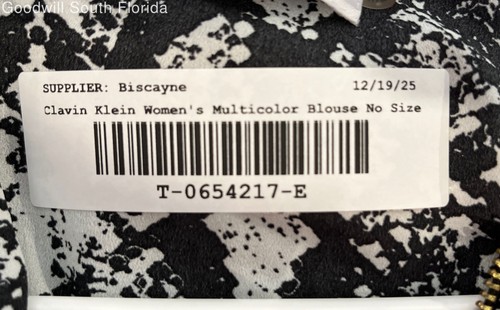 Goodwill South Florida
SUPPLIER: Biscayne 12/19/25
Clavin Klein Women's Multicolor Blouse No Size
T-0654217-E